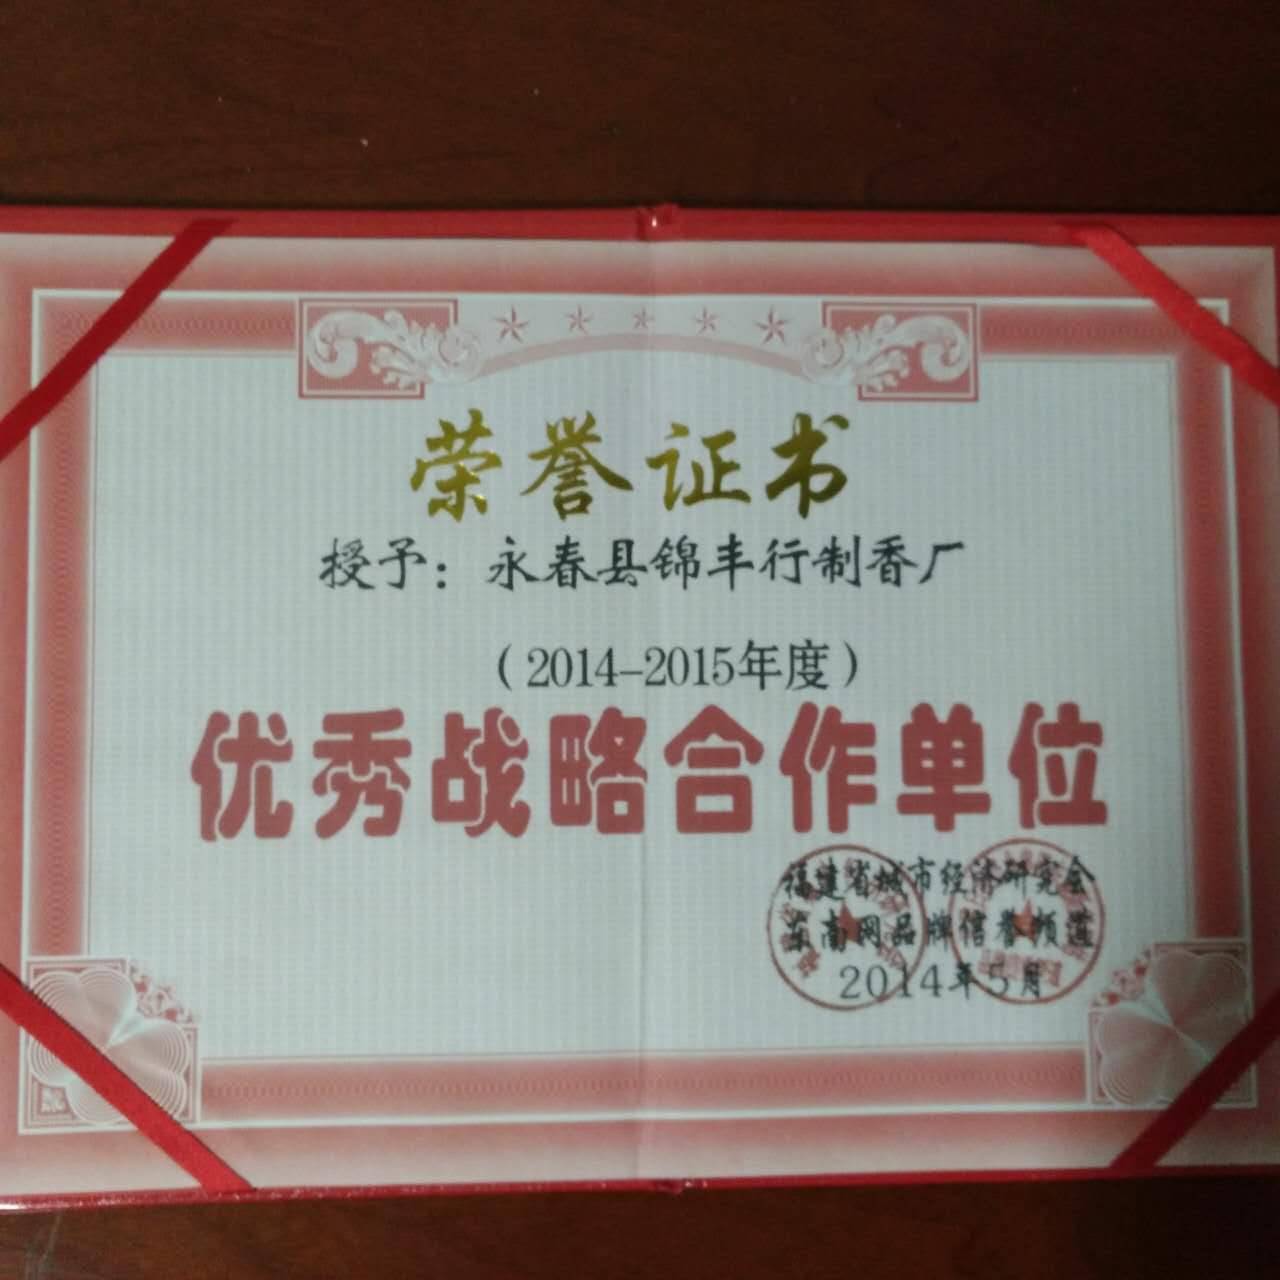 荣誉证书
授予：永春县锦丰行制香厂
（2014–2015年度）
优秀战略合作单位
福建省城市经济研究会
东南网品牌信誉频道
2014年5月